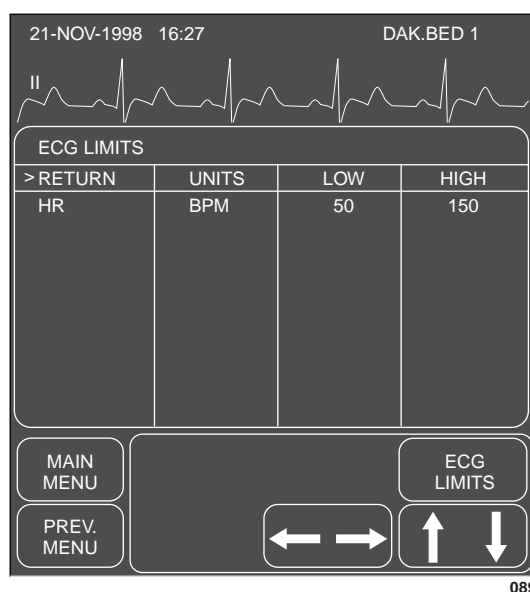 21-NOV-1998 16:27 DAK.BED 1
II
ECG LIMITS
>RETURN UNITS LOW HIGH
HR BPM 50 150
MAIN
MENU
ECG
LIMITS
PREV.
MENU
089